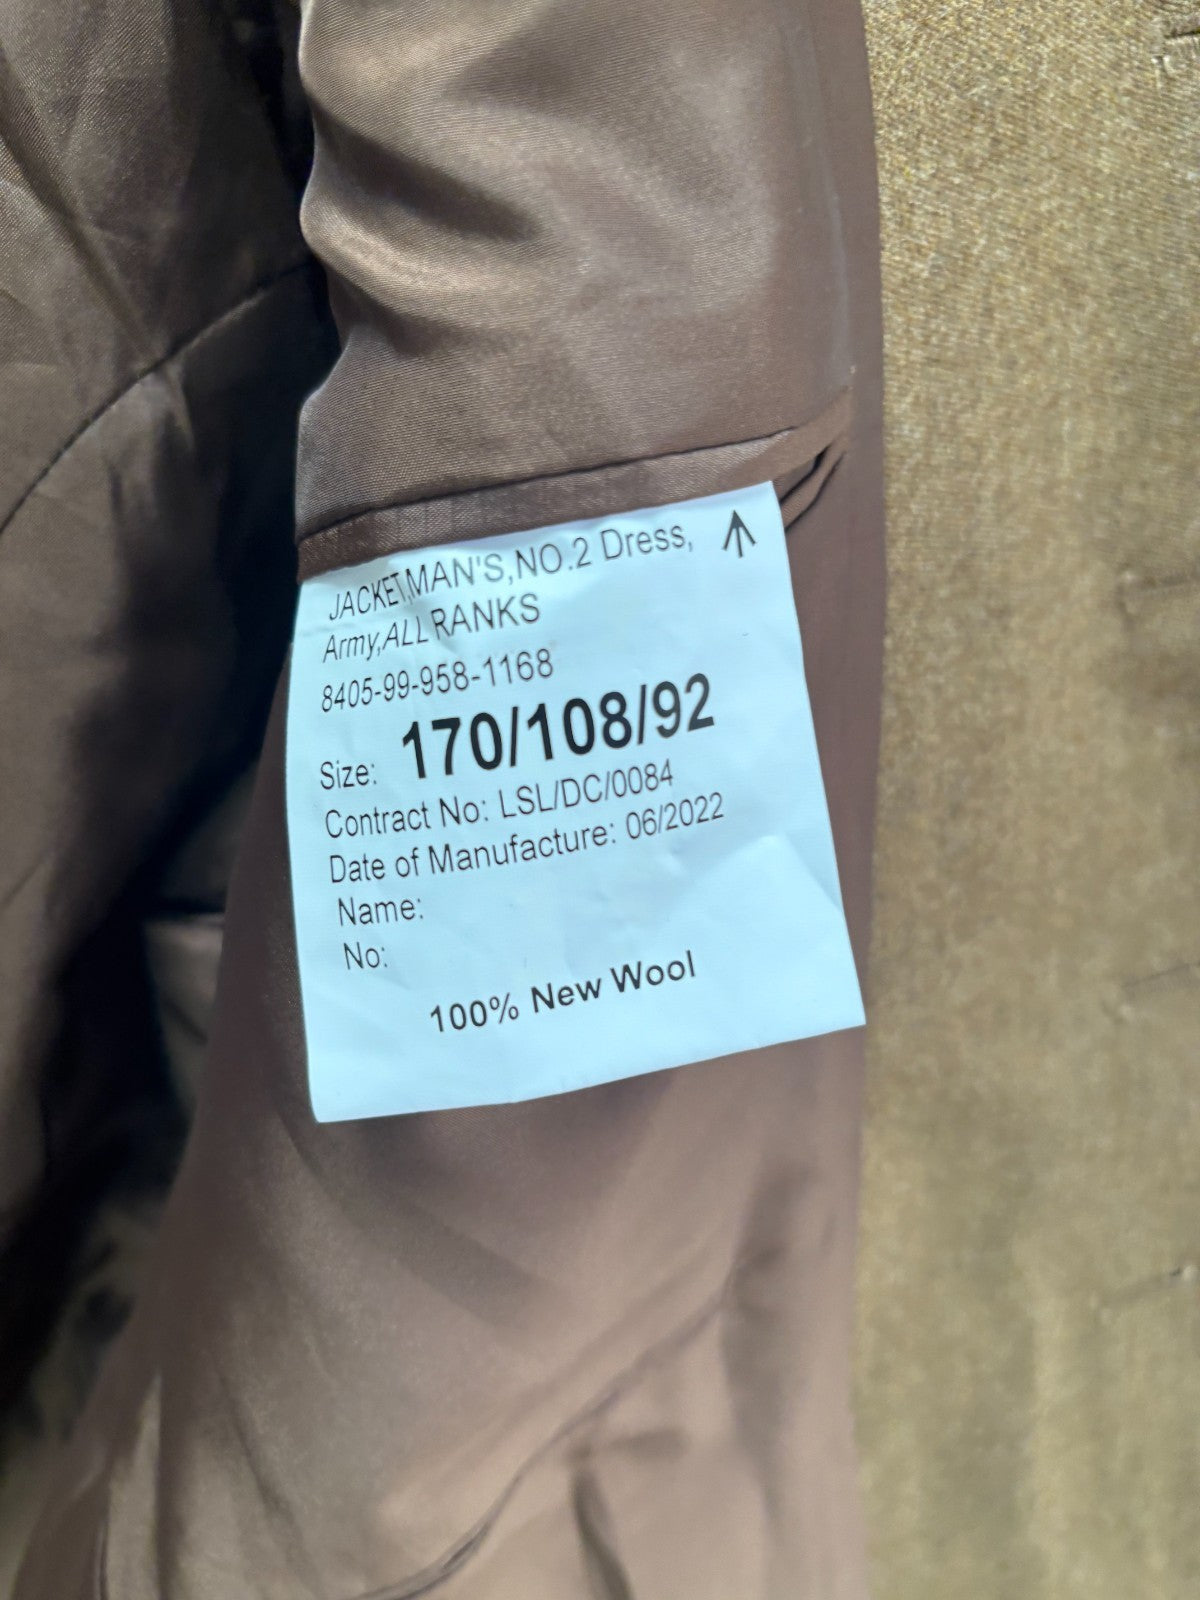 JACKET,MAN'S,NO.2 Dress,
Army,ALL RANKS
8405-99-958-1168
Size: 170/108/92
Contract No: LSL/DC/0084
Date of Manufacture: 06/2022
Name:
No:
100% New Wool